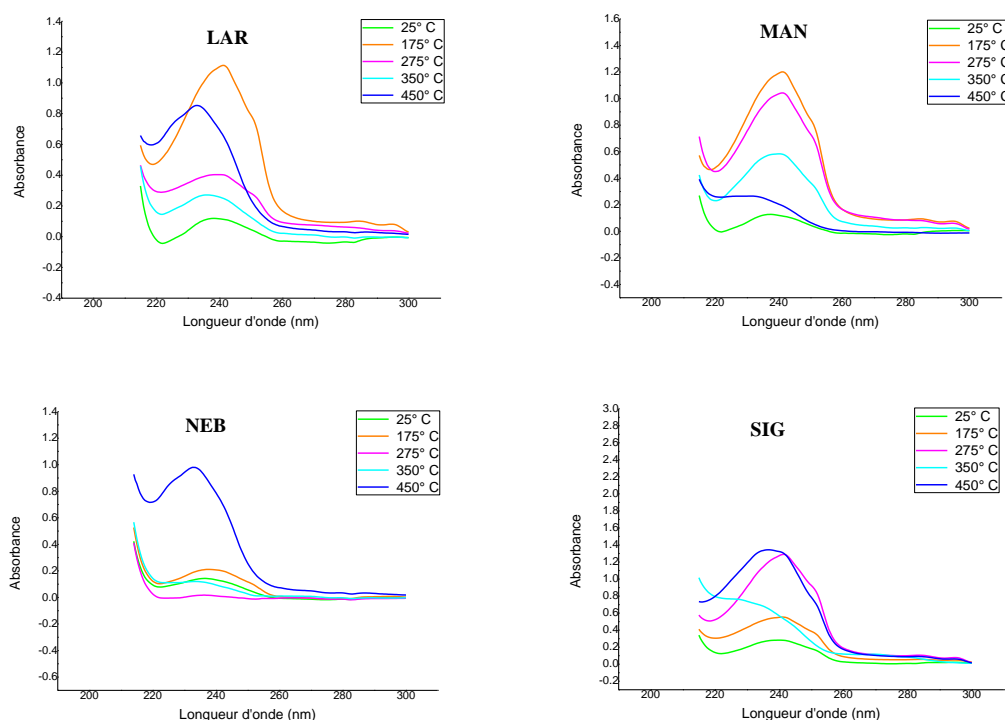 LAR
25° C
175° C
275° C
350° C
450° C
1.4
1.2
1.0
0.8
0.6
0.4
0.2
0.0
-0.2
-0.4
Absorbance
200 220 240 260 280 300
Longueur d'onde (nm)
MAN
25° C
175° C
275° C
350° C
450° C
1.6
1.4
1.2
1.0
0.8
0.6
0.4
0.2
0.0
-0.2
-0.4
Absorbance
200 220 240 260 280 300
Longueur d'onde (nm)
NEB
25° C
175° C
275° C
350° C
450° C
1.4
1.2
1.0
0.8
0.6
0.4
0.2
0.0
-0.2
-0.4
-0.6
Absorbance
200 220 240 260 280 300
Longueur d'onde (nm)
SIG
25° C
175° C
275° C
350° C
450° C
3.0
2.8
2.6
2.4
2.2
2.0
1.8
1.6
1.4
1.2
1.0
0.8
0.6
0.4
0.2
0.0
-0.2
Absorbance
200 220 240 260 280 300
Longueur d'onde (nm)